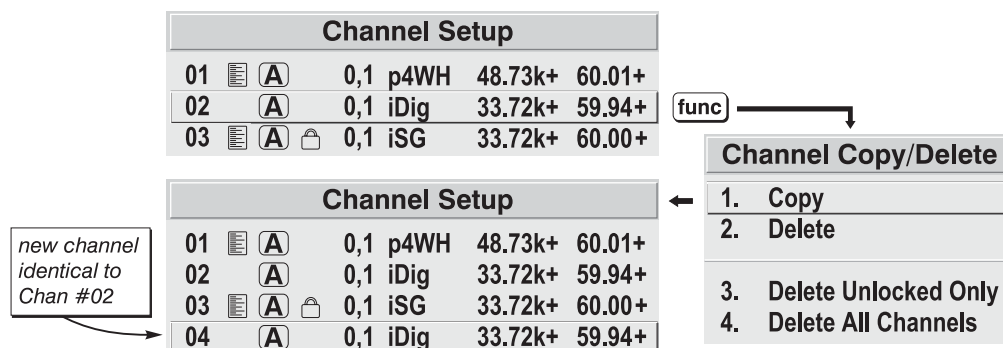 Channel Setup
01 A 0,1 p4WH 48.73k+ 60.01+
02 A 0,1 iDig 33.72k+ 59.94+
03 A 0,1 iSG 33.72k+ 60.00+
func
Channel Copy/Delete
1. Copy
2. Delete
3. Delete Unlocked Only
4. Delete All Channels
Channel Setup
01 A 0,1 p4WH 48.73k+ 60.01+
02 A 0,1 iDig 33.72k+ 59.94+
03 A 0,1 iSG 33.72k+ 60.00+
04 A 0,1 iDig 33.72k+ 59.94+
new channel
identical to
Chan #02